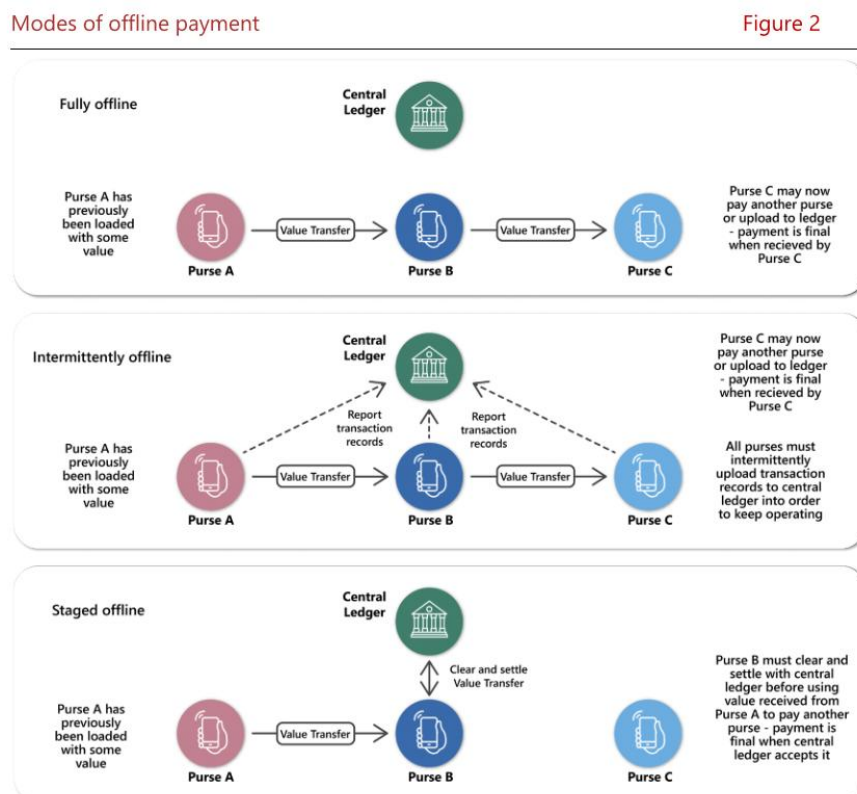 Modes of offline payment
Figure 2
Fully offline
Central
Ledger
Purse A has
previously
been loaded
with some
value
Value Transfer
Value Transfer
Purse A
Purse B
Purse C
Purse C may now
pay another purse
or upload to ledger
- payment is final
when recieved by
Purse C
Intermittently offline
Central
Ledger
Purse C may now
pay another purse
or upload to ledger
- payment is final
when recieved by
Purse C
Report
transaction
records
Report
transaction
records
Purse A has
previously
been loaded
with some
value
Value Transfer
Value Transfer
Purse A
Purse B
Purse C
All purses must
intermittently
upload transaction
records to central
ledger into order
to keep operating
Staged offline
Central
Ledger
Clear and settle
Value Transfer
Purse A has
previously
been loaded
with some
value
Value Transfer
Purse A
Purse B
Purse C
Purse B must clear and
settle with central
ledger before using
value received from
Purse A to pay another
purse - payment is
final when central
ledger accepts it